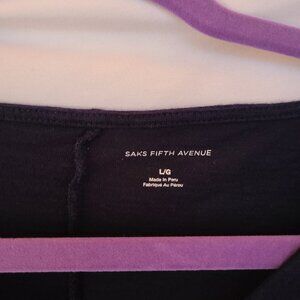 SAKS FIFTH AVENUE
L/G
Made in Peru
Fabriqué Au Pérou